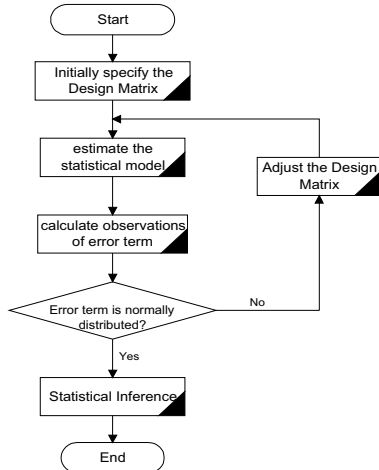 Start
Initially specify the
Design Matrix
estimate the
statistical model
Adjust the Design
Matrix
calculate observations
of error term
Error term is normally
distributed?
No
Yes
Statistical Inference
End